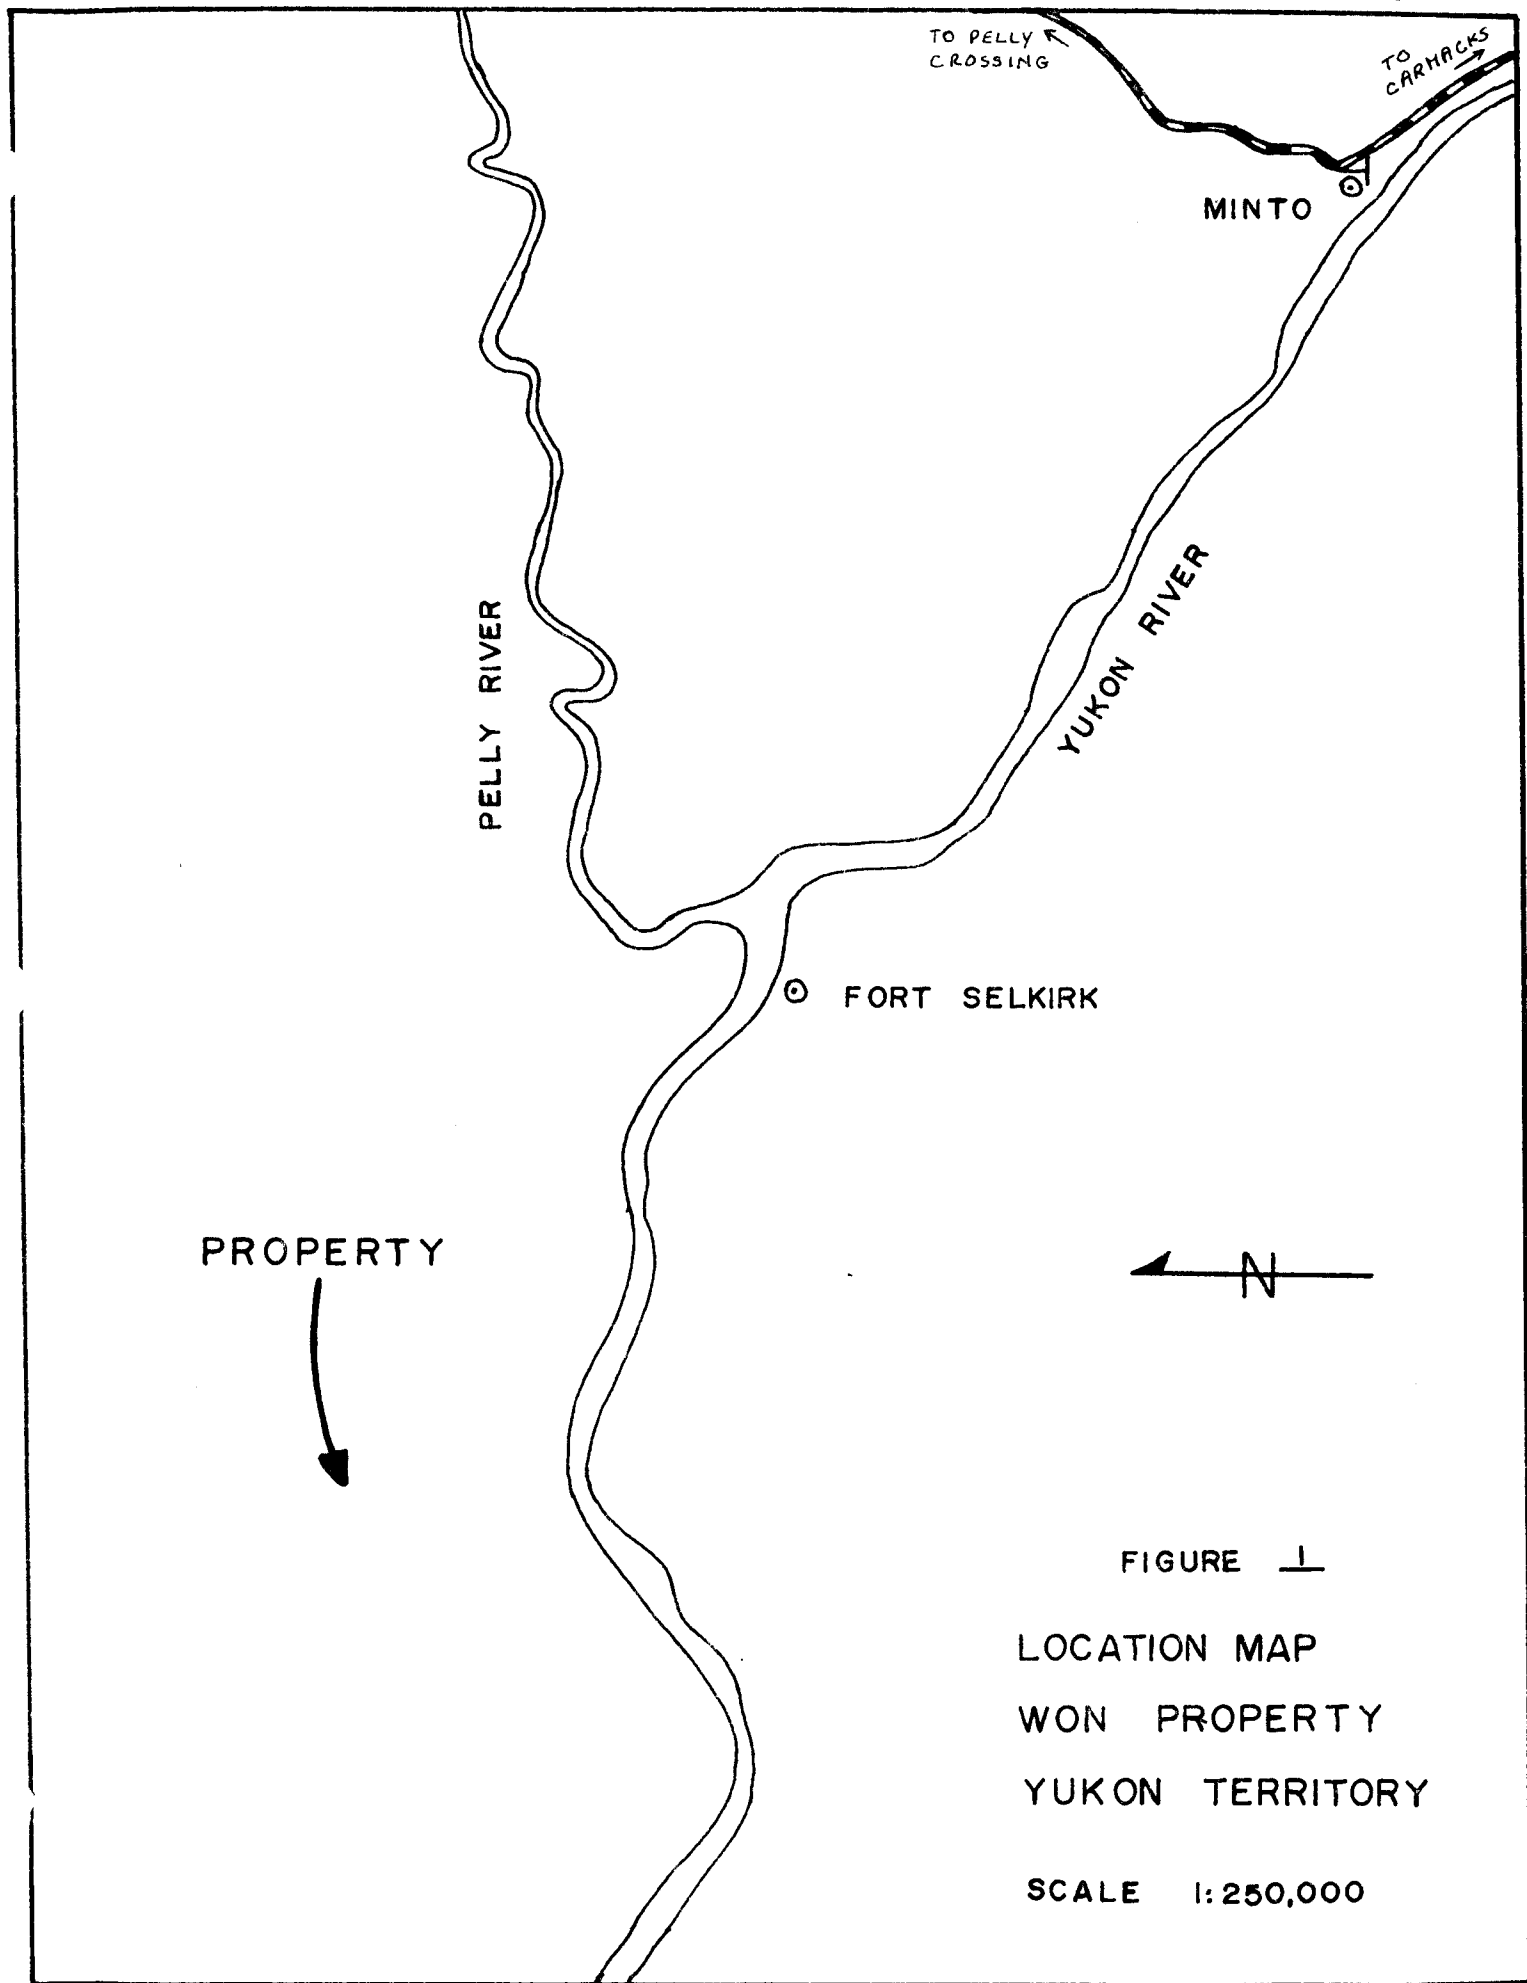 TO PELLY
CROSSING
TO
CARMACKS
MINTO
PELLY RIVER
YUKON RIVER
FORT SELKIRK
PROPERTY
N
FIGURE 1
LOCATION MAP
WON PROPERTY
YUKON TERRITORY
SCALE 1:250,000